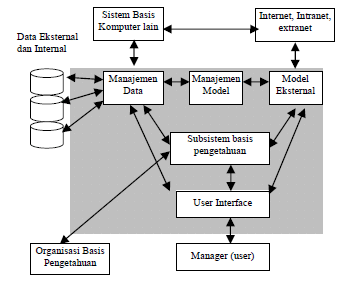 Sistem Basis
Komputer lain
Internet, Intranet,
extranet
Data Eksternal
dan Internal
Manajemen
Data
Manajemen
Model
Model
Eksternal
Subsistem basis
pengetahuan
User Interface
Organisasi Basis
Pengetahuan
Manager (user)